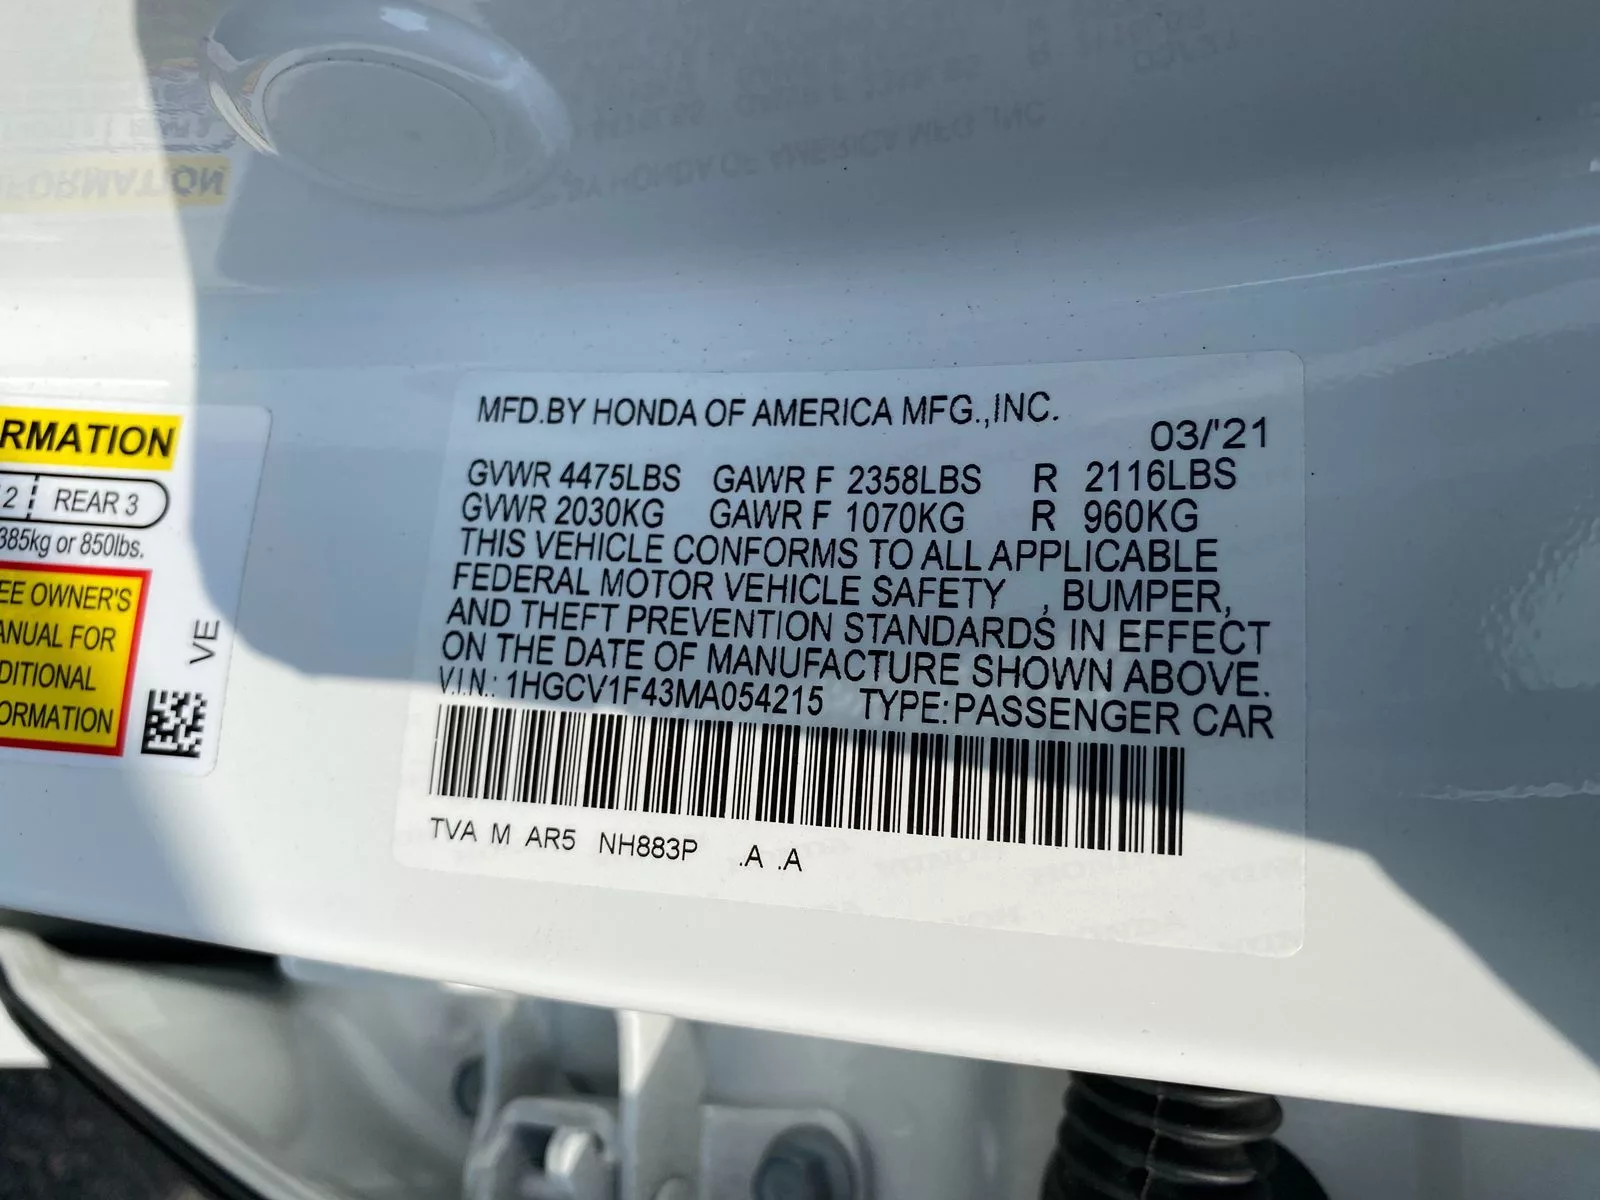 RMATION
2 REAR 3
385kg or 850lbs.
EE OWNER'S
ANUAL FOR
DITIONAL
ORMATION
VE
MFD.BY HONDA OF AMERICA MFG.,INC.
03/'21
GVWR 4475LBS GAWR F 2358LBS R 2116LBS
GVWR 2030KG GAWR F 1070KG R 960KG
THIS VEHICLE CONFORMS TO ALL APPLICABLE
FEDERAL MOTOR VEHICLE SAFETY , BUMPER,
AND THEFT PREVENTION STANDARDS IN EFFECT
ON THE DATE OF MANUFACTURE SHOWN ABOVE.
V.I.N.: 1HGCV1F43MA054215 TYPE:PASSENGER CAR
TVA M AR5 NH883P .A .A